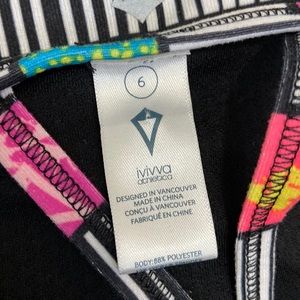 6
ivivva
athletica
DESIGNED IN VANCOUVER
MADE IN CHINA
CONÇU À VANCOUVER
FABRIQUÉ EN CHINE
BODY: 88% POLYESTER